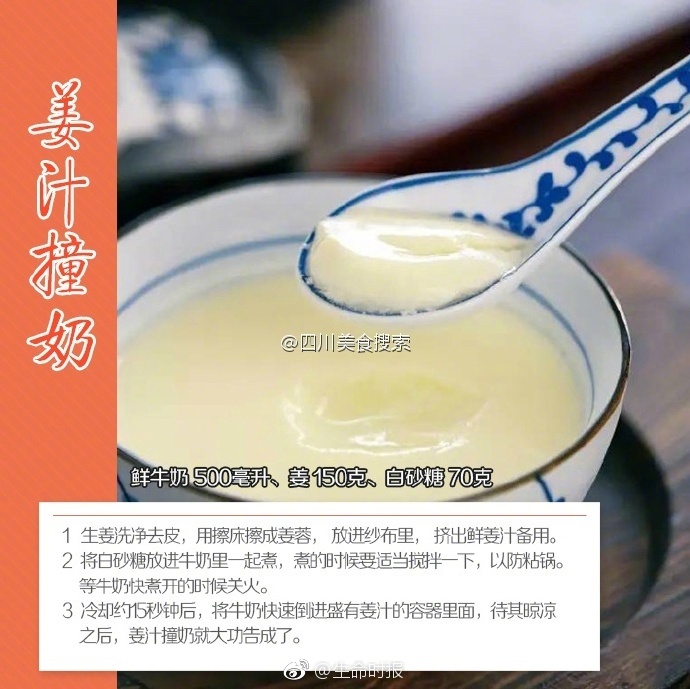 姜汁撞奶
@四川美食搜索
鲜牛奶 500毫升、姜 150克、白砂糖 70克
1 生姜洗净去皮，用擦床擦成姜蓉，放进纱布里，挤出鲜姜汁备用。
2 将白砂糖放进牛奶里一起煮，煮的时候要适当搅拌一下，以防粘锅。
等牛奶快煮开的时候关火。
3 冷却约15秒钟后，将牛奶快速倒进盛有姜汁的容器里面，待其晾凉
之后，姜汁撞奶就大功告成了。
@生命时报